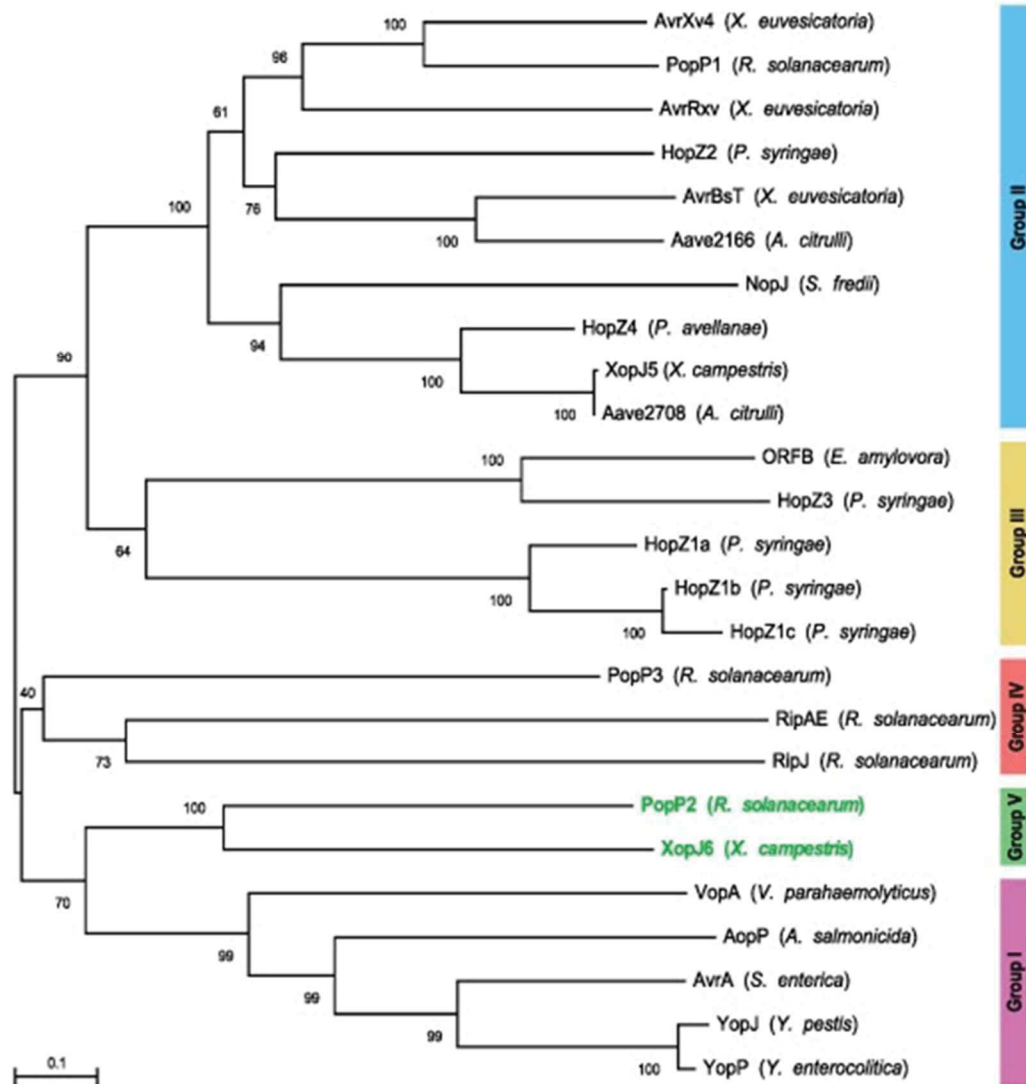 100
AvrXv4 (X. euvesicatoria)
96
PopP1 (R. solanacearum)
61
AvrRxv (X. euvesicatoria)
HopZ2 (P. syringae)
100
76
AvrBsT (X. euvesicatoria)
100
Aave2166 (A. citrulli)
NopJ (S. fredii)
94
HopZ4 (P. avellanae)
90
100
XopJ5 (X. campestris)
100
Aave2708 (A. citrulli)
Group II
100
ORFB (E. amylovora)
HopZ3 (P. syringae)
64
HopZ1a (P. syringae)
100
HopZ1b (P. syringae)
100
HopZ1c (P. syringae)
Group III
40
PopP3 (R. solanacearum)
RipAE (R. solanacearum)
73
RipJ (R. solanacearum)
Group IV
100
PopP2 (R. solanacearum)
XopJ6 (X. campestris)
Group V
70
VopA (V. parahaemolyticus)
99
AopP (A. salmonicida)
99
AvrA (S. enterica)
99
YopJ (Y. pestis)
100
YopP (Y. enterocolitica)
Group I
0.1